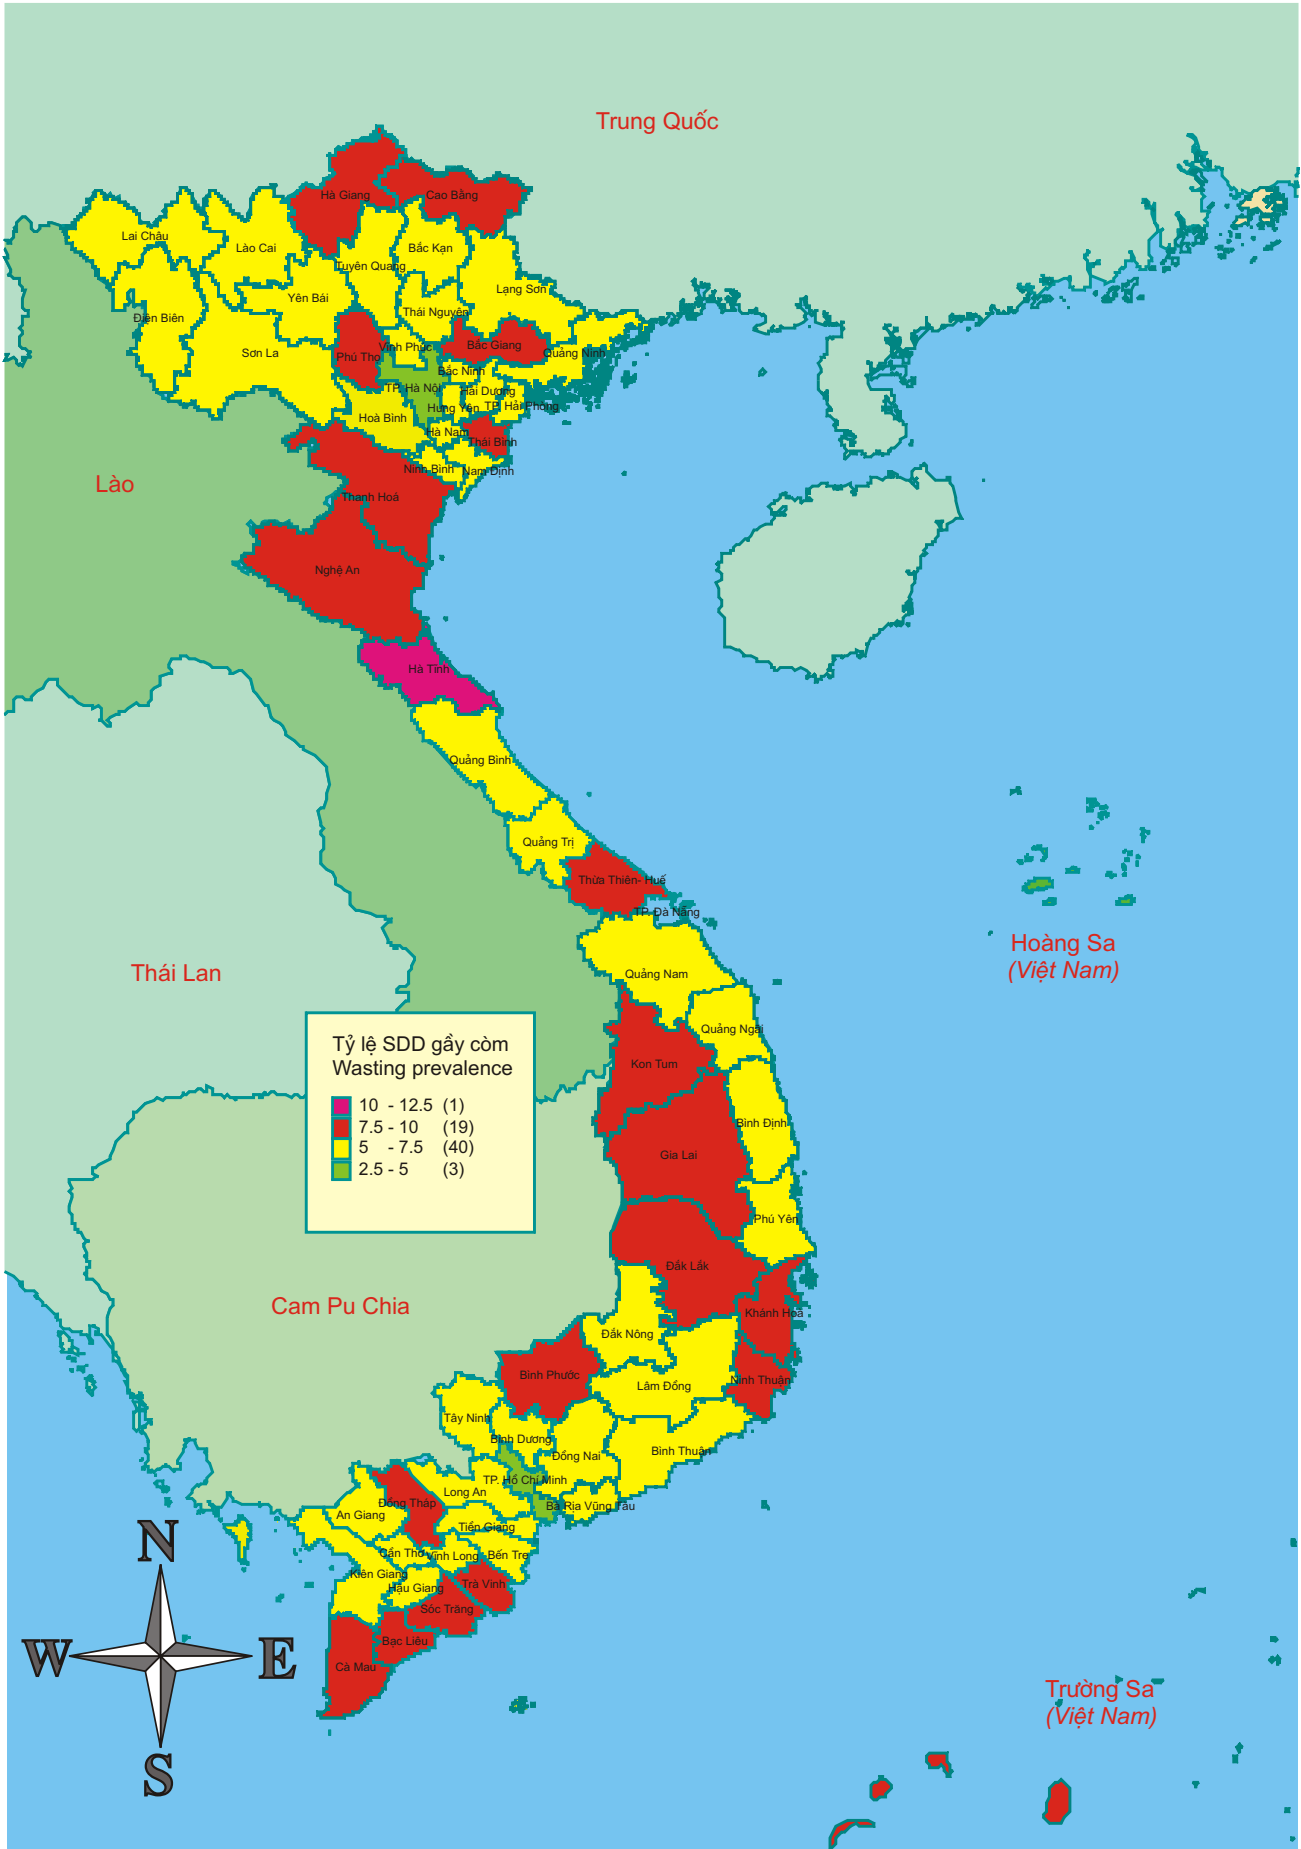 Trung Quốc
Hà Giang
Cao Bằng
Lai Châu
Lào Cai
Bắc Kạn
Tuyên Quang
Lạng Sơn
Yên Bái
Thái Nguyên
Điện Biên
Sơn La
Phú Thọ
Vĩnh Phúc
Bắc Giang
Quảng Ninh
Bắc Ninh
TP. Hà Nội
Hải Dương
Hưng Yên
TP. Hải Phòng
Hoà Bình
Hà Nam
Thái Bình
Ninh Bình
Nam Định
Lào
Thanh Hoá
Nghệ An
Hà Tĩnh
Quảng Bình
Quảng Trị
Thừa Thiên- Huế
TP. Đà Nẵng
Hoàng Sa
(Việt Nam)
Thái Lan
Quảng Nam
Quảng Ngãi
Tỷ lệ SDD gầy còm
Wasting prevalence
10 - 12.5 (1)
7.5 - 10 (19)
5 - 7.5 (40)
2.5 - 5 (3)
Kon Tum
Bình Định
Gia Lai
Phú Yên
Đắk Lắk
Cam Pu Chia
Khánh Hoà
Đắk Nông
Bình Phước
Lâm Đồng
Ninh Thuận
Tây Ninh
Bình Dương
Đồng Nai
Bình Thuận
TP. Hồ Chí Minh
Long An
Đồng Tháp
Bà Rịa Vũng Tàu
An Giang
Tiền Giang
Cần Thơ
Vĩnh Long
Bến Tre
Kiên Giang
Hậu Giang
Trà Vinh
Sóc Trăng
Bạc Liêu
Cà Mau
N
W
E
S
Trường Sa
(Việt Nam)